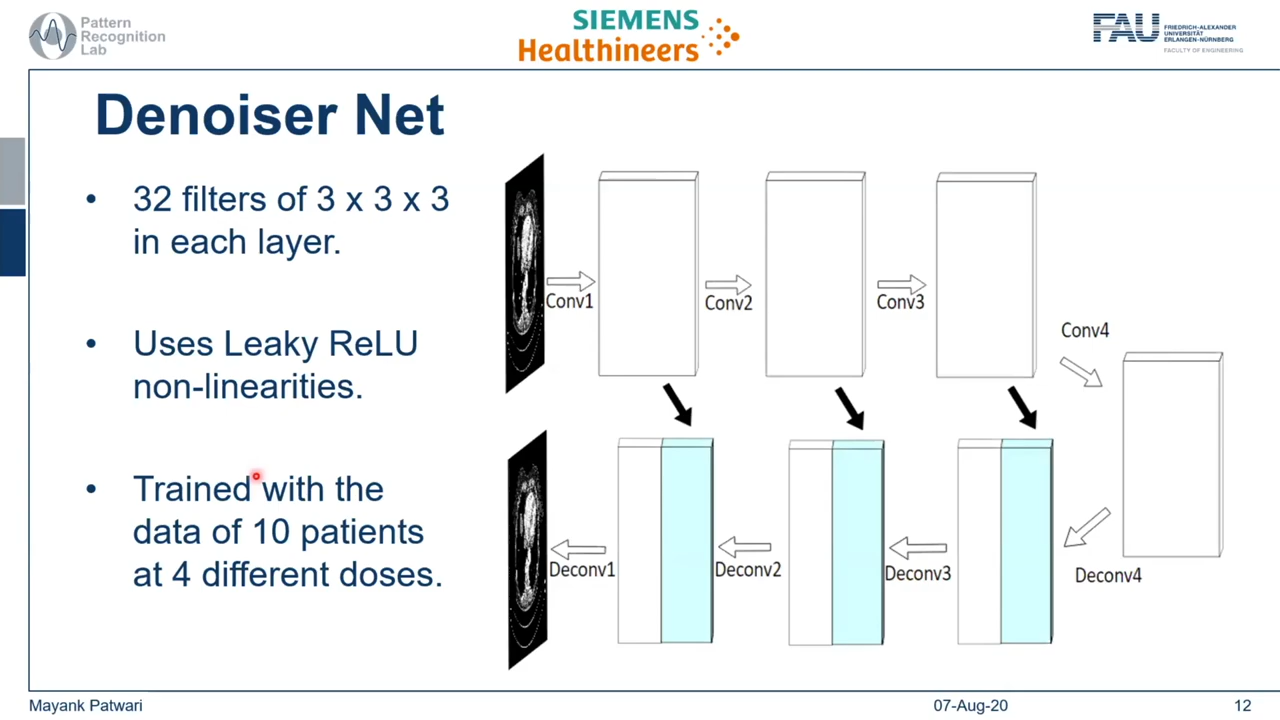 Pattern
Recognition
Lab
SIEMENS
Healthineers
FAU
FRIEDRICH-ALEXANDER
UNIVERSITÄT
ERLANGEN-NÜRNBERG
FACULTY OF ENGINEERING
Denoiser Net
• 32 filters of 3 x 3 x 3
in each layer.
• Uses Leaky ReLU
non-linearities.
• Trained with the
data of 10 patients
at 4 different doses.
Conv1
Conv2
Conv3
Conv4
Deconv1
Deconv2
Deconv3
Deconv4
Mayank Patwari
07-Aug-20
12